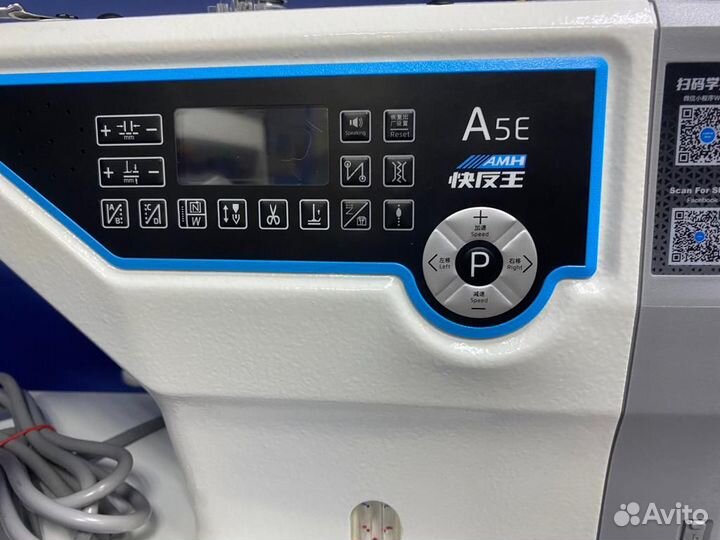 A5E
AMH
快反王
Speaking
恢复出
厂设置
Reset
+ -
mm
+ -
mm
A
B
C
D
N
W
+
加速
Speed
左移
Left
P
右移
Right
减速
Speed
-
扫码学
Scan For
Facebook
Avito